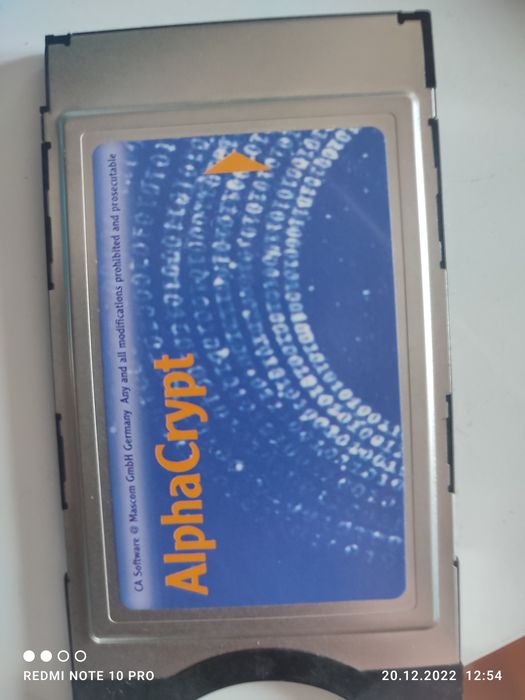 CA Software @ Mascom GmbH Germany Any and all modifications prohibited and prosecutable
AlphaCrypt
REDMI NOTE 10 PRO
20.12.2022 12:54